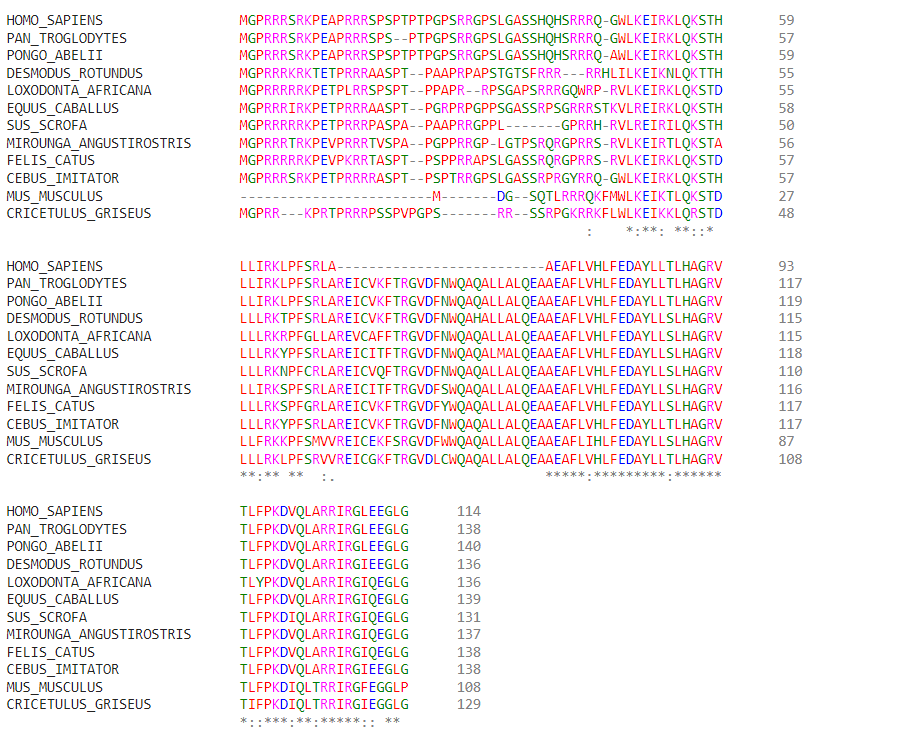 HOMO_SAPIENS MGPRRRSRKPEAPRRRSPSPTPTPGPSRRGPSLGASSHQHSRRRQ-GWLKEIRKLQKSTH 59
PAN_TROGLODYTES MGPRRRSRKPEAPRRRSPS--PTPGPSRRGPSLGASSHQHSRRRQ-GWLKEIRKLQKSTH 57
PONGO_ABELII MGPRRRSRKPEAPRRRSPSPTPTPGPSRRGPSLGASSHQHSRRRQ-AWLKEIRKLQKSTH 59
DESMODUS_ROTUNDUS MGPRRRKRKTETPRRRAASPT--PAAPRPAPSTGTSFRRR---RRHLILKEIKNLQKTTH 55
LOXODONTA_AFRICANA MGPRRRRRKPETPLRRSPSPT--PPAPR--RPSGAPSRRRGQWRP-RVLKEIRKLQKSTD 55
EQUUS_CABALLUS MGPRRRIRKPETPRRRAASPT--PGRPRPGPPSGASSRPSGRRRSTKVLREIRKLQKSTH 58
SUS_SCROFA MGPRRRRRKPETPRRRPASPA--PAAPRRGPPL-------GPRRH-RVLREIRILQKSTH 50
MIROUNGA_ANGUSTIROSTRIS MGPRRRTRKPEVPRRRTVSPA--PGPPRRGP-LGTPSRQRGPRRS-RVLKEIRTLQKSTA 56
FELIS_CATUS MGPRRRRRKPEVPKRRTASPT--PSPPRRAPSLGASSRQRGPRRS-RVLKEIRKLQKSTD 57
CEBUS_IMITATOR MGPRRRSRKPETPRRRRASPT--PSPTRRGPSLGASSRPRGYRRQ-GWLKEIRKLQKSTH 57
MUS_MUSCULUS ------------------------M-------DG--SQTLRRRQKFMWLKEIKTLQKSTD 27
CRICETULUS_GRISEUS MGPRR---KPRTPRRRPSSPVPGPS-------RR--SSRPGKRRKFLWLKEIKKLQRSTD 48
: *:**: **::*
HOMO_SAPIENS LLIRKLPFSRLA--------------------------AEAFLVHLFEDAYLLTLHAGRV 93
PAN_TROGLODYTES LLIRKLPFSRLAREICVKFTRGVDFNWQAQALLALQEAAEAFLVHLFEDAYLLTLHAGRV 117
PONGO_ABELII LLIRKLPFSRLAREICVKFTRGVDFNWQAQALLALQEAAEAFLVHLFEDAYLLTLHAGRV 119
DESMODUS_ROTUNDUS LLLRKTPFSRLAREICVKFTRGVDFNWQAHALLALQEAAEAFLVHLFEDAYLLSLHAGRV 115
LOXODONTA_AFRICANA LLLRKRPFGLLAREVCAFFTRGVDFNWQAQALLALQEAAEAFLVHLFEDAYLLSLHAGRV 115
EQUUS_CABALLUS LLLRKYPFSRLAREICITFTRGVDFNWQAQALMALQEAAEAFLVHLFEDAYLLSLHAGRV 118
SUS_SCROFA LLLRKNPFCRLAREICVQFTRGVDFNWQAQALLALQEAAEAFLVHLFEDAYLLSLHAGRV 110
MIROUNGA_ANGUSTIROSTRIS LLIRKSPFSRLAREICITFTRGVDFSWQAQALLALQEAAEAFLVHLFEDAYLLSLHAGRV 116
FELIS_CATUS LLLRKSPFGRLAREICVKFTRGVDFYWQAQALLALQEAAEAFLVHLFEDAYLLSLHAGRV 117
CEBUS_IMITATOR LLLRKYPFSRLAREICVKFTRGVDFNWQAQALLALQEAAEAFLVHLFEDAYLLTLHAGRV 117
MUS_MUSCULUS LLFRKKPFSMVVREICEKFSRGVDFWWQAQALLALQEAAEAFLIHLFEDAYLLSLHAGRV 87
CRICETULUS_GRISEUS LLLRKLPFSRVVREICGKFTRGVDLCWQAQALLALQEAAEAFLVHLFEDAYLLTLHAGRV 108
**:** ** :. *****:*********:******
HOMO_SAPIENS TLFPKDVQLARRIRGLEEGLG 114
PAN_TROGLODYTES TLFPKDVQLARRIRGLEEGLG 138
PONGO_ABELII TLFPKDVQLARRIRGLEEGLG 140
DESMODUS_ROTUNDUS TLFPKDVQLARRIRGIEEGLG 136
LOXODONTA_AFRICANA TLYPKDVQLARRIRGIQEGLG 136
EQUUS_CABALLUS TLFPKDVQLARRIRGIQEGLG 139
SUS_SCROFA TLFPKDIQLARRIRGIQEGLG 131
MIROUNGA_ANGUSTIROSTRIS TLFPKDVQLARRIRGIQEGLG 137
FELIS_CATUS TLFPKDVQLARRIRGIQEGLG 138
CEBUS_IMITATOR TLFPKDVQLARRIRGIEEGLG 138
MUS_MUSCULUS TLFPKDIQLTRRIRGFEGGLP 108
CRICETULUS_GRISEUS TIFPKDIQLTRRIRGIEGGLG 129
*::***:**:*****:: **